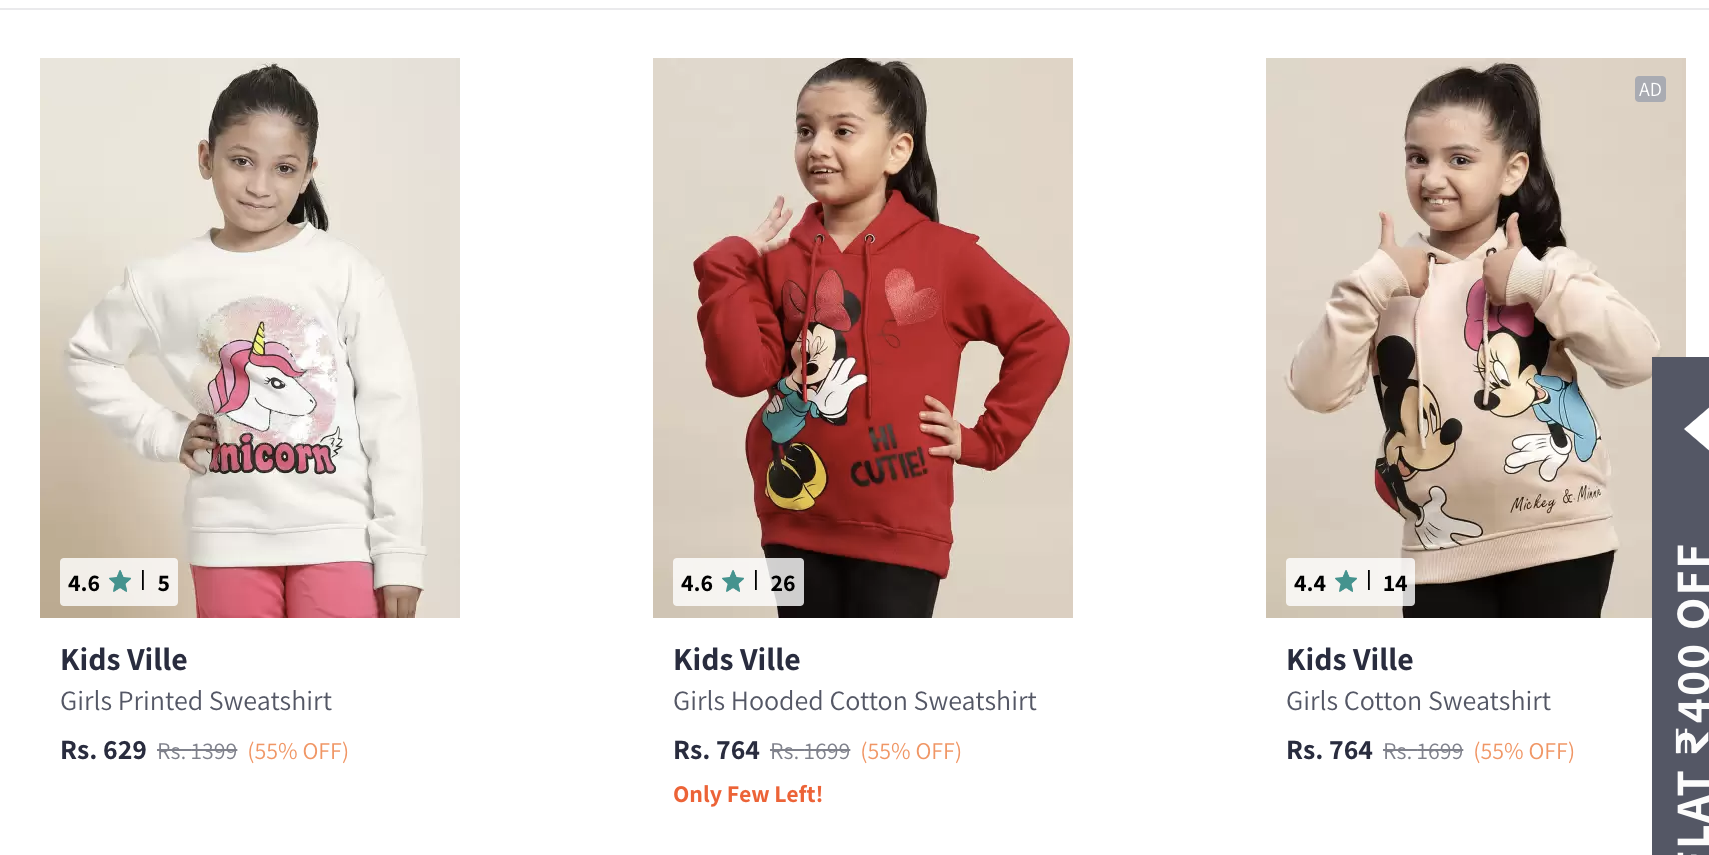 unicorn
4.6 ★ | 5
Kids Ville
Girls Printed Sweatshirt
Rs. 629 Rs. 1399 (55% OFF)
HI
CUTIE!
4.6 ★ | 26
Kids Ville
Girls Hooded Cotton Sweatshirt
Rs. 764 Rs. 1699 (55% OFF)
Only Few Left!
AD
Mickey & Minnie
4.4 ★ | 14
Kids Ville
Girls Cotton Sweatshirt
Rs. 764 Rs. 1699 (55% OFF)
FLAT ₹400 OFF